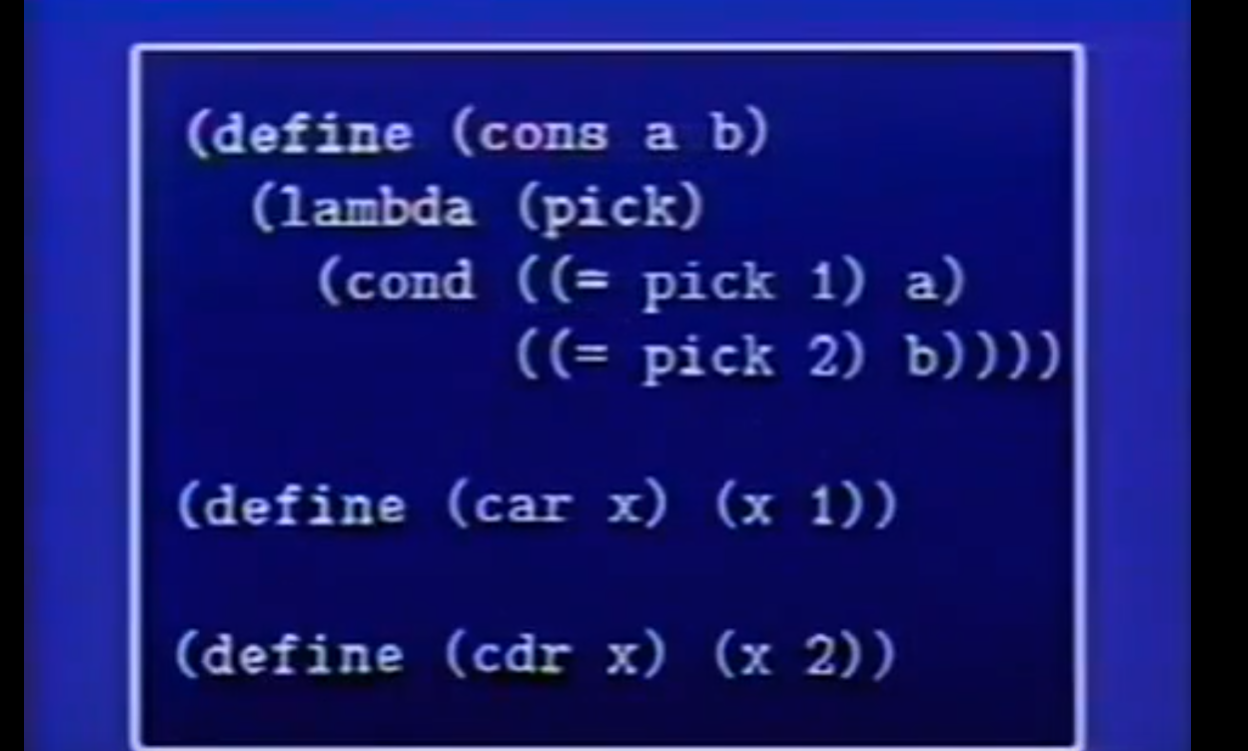 (define (cons a b)
(lambda (pick)
(cond ((= pick 1) a)
((= pick 2) b))))
(define (car x) (x 1))
(define (cdr x) (x 2))